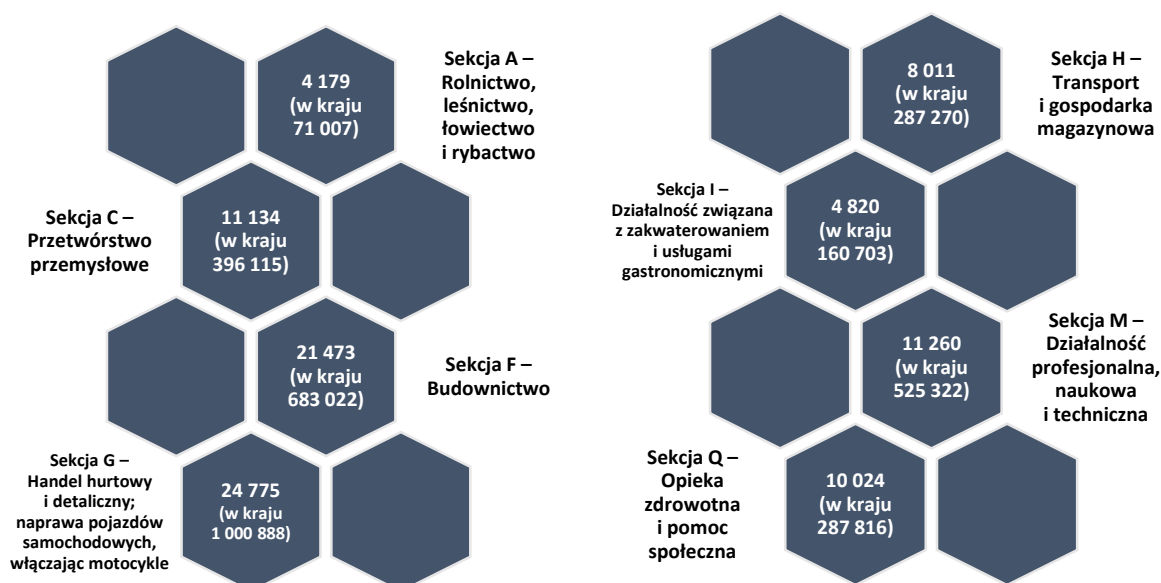 Sekcja A –
Rolnictwo,
leśnictwo,
łowiectwo
i rybactwo
4 179
(w kraju
71 007)
Sekcja C –
Przetwórstwo
przemysłowe
11 134
(w kraju
396 115)
21 473
(w kraju
683 022)
Sekcja F –
Budownictwo
Sekcja G –
Handel hurtowy
i detaliczny;
naprawa pojazdów
samochodowych,
włączając motocykle
24 775
(w kraju
1 000 888)
8 011
(w kraju
287 270)
Sekcja H –
Transport
i gospodarka
magazynowa
Sekcja I –
Działalność związana
z zakwaterowaniem
i usługami
gastronomicznymi
4 820
(w kraju
160 703)
11 260
(w kraju
525 322)
Sekcja M –
Działalność
profesjonalna,
naukowa
i techniczna
Sekcja Q –
Opieka
zdrowotna
i pomoc
społeczna
10 024
(w kraju
287 816)